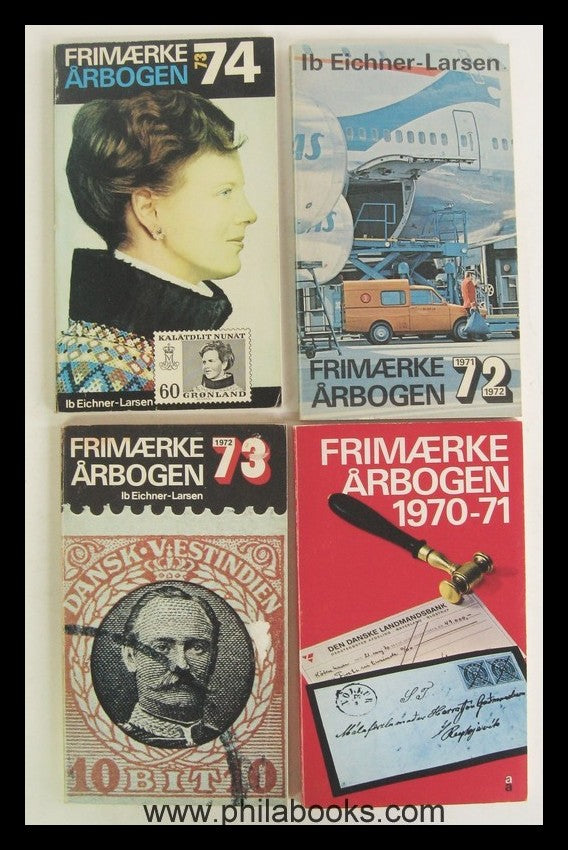 FRIMÆRKE
ÅRBOGEN 73 74
KALATDLIT NUNAT
60
GRØNLAND
Ib Eichner-Larsen
Ib Eichner-Larsen
FRIMÆRKE
ÅRBOGEN 1971 72 1972
FRIMÆRKE
ÅRBOGEN 1972 73
Ib Eichner-Larsen
DANSK·VESTINDIEN
10 BIT 10
FRIMÆRKE
ÅRBOGEN
1970-71
DEN DANSKE LANDMANDSBANK
a
a
www.philabooks.com